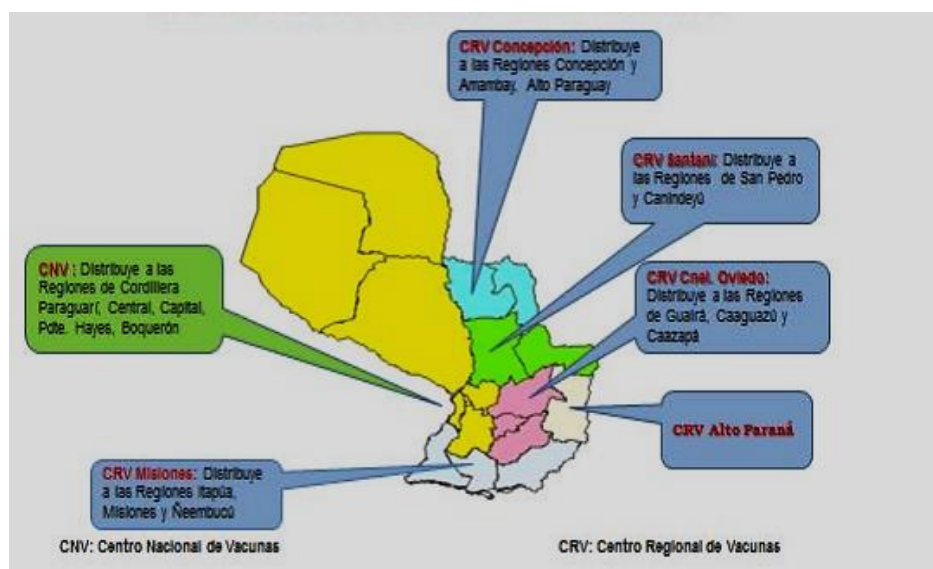 CRV Concepción: Distribuye
a las Regiones Concepción y
Amambay, Alto Paraguay
CRV Santani: Distribuye a
las Regiones de San Pedro
y Canindeyú
CNV : Distribuye a las
Regiones de Cordillera
Paraguarí, Central, Capital,
Pdte. Hayes, Boquerón
CRV Cnel. Oviedo:
Distribuye a las Regiones
de Guairá, Caaguazú y
Caazapá
CRV Alto Paraná
CRV Misiones: Distribuye
a las Regiones Itapúa,
Misiones y Ñeembucú
CNV: Centro Nacional de Vacunas
CRV: Centro Regional de Vacunas